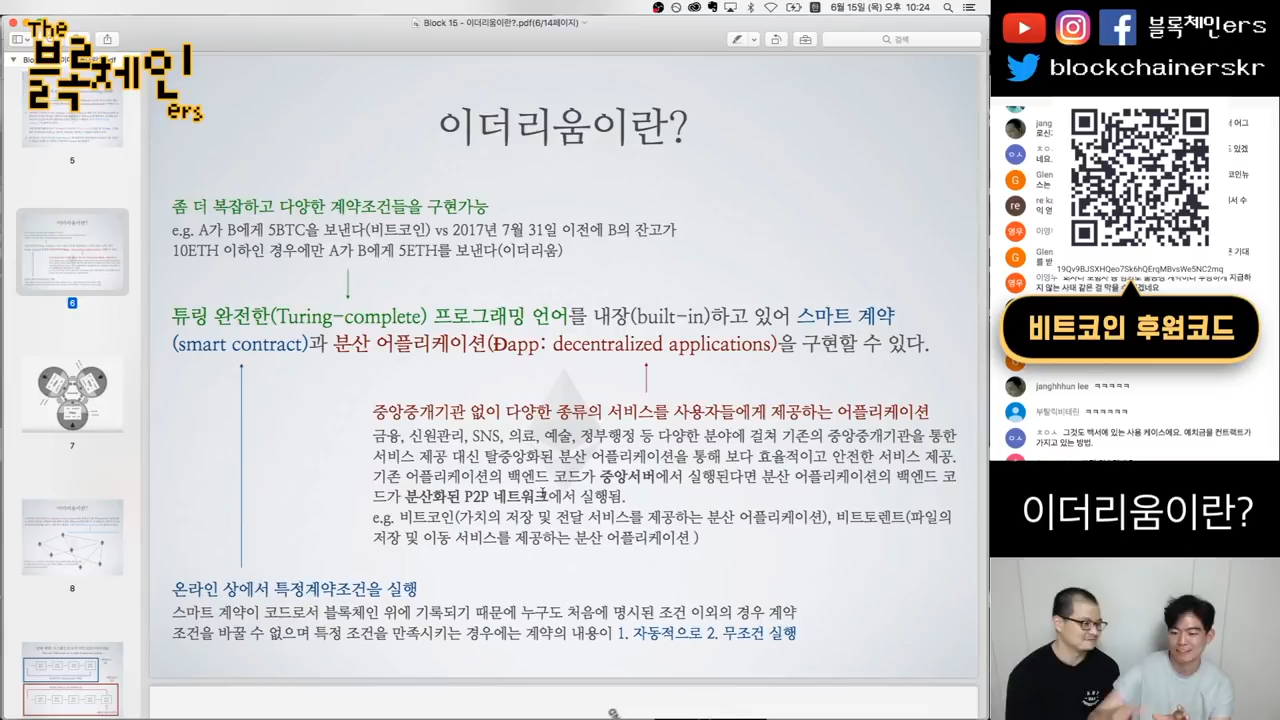 Block 15 - 이더리움이란?.pdf(6/14페이지)
6월 15일 (목) 오후 10:24
검색
The
블록체인
ers
5
6
7
8
이더리움이란?
좀 더 복잡하고 다양한 계약조건들을 구현가능
e.g. A가 B에게 5BTC을 보낸다(비트코인) vs 2017년 7월 31일 이전에 B의 잔고가
10ETH 이하인 경우에만 A가 B에게 5ETH를 보낸다(이더리움)
튜링 완전한(Turing-complete) 프로그래밍 언어를 내장(built-in)하고 있어 스마트 계약
(smart contract)과 분산 어플리케이션(Ðapp: decentralized applications)을 구현할 수 있다.
중앙중개기관 없이 다양한 종류의 서비스를 사용자들에게 제공하는 어플리케이션
금융, 신원관리, SNS, 의료, 예술, 정부행정 등 다양한 분야에 걸쳐 기존의 중앙중개기관을 통한
서비스 제공 대신 탈중앙화된 분산 어플리케이션을 통해 보다 효율적이고 안전한 서비스 제공.
기존 어플리케이션의 백엔드 코드가 중앙서버에서 실행된다면 분산 어플리케이션의 백엔드 코
드가 분산화된 P2P 네트워크에서 실행됨.
e.g. 비트코인(가치의 저장 및 전달 서비스를 제공하는 분산 어플리케이션), 비트토렌트(파일의
저장 및 이동 서비스를 제공하는 분산 어플리케이션 )
온라인 상에서 특정계약조건을 실행
스마트 계약이 코드로서 블록체인 위에 기록되기 때문에 누구도 처음에 명시된 조건 이외의 경우 계약
조건을 바꿀 수 없으며 특정 조건을 만족시키는 경우에는 계약의 내용이 1. 자동적으로 2. 무조건 실행
블록체인ers
blockchainerskr
19Qv9BJSXHQeo7Sk6hQErqMBvsWe5NC2mq
비트코인 후원코드
janghhhun lee ㅋㅋㅋㅋㅋ
부탈릭비테린 ㅋㅋㅋㅋㅋㅋ
ㅊㅇㅅ 그것도 백서에 있는 사용 케이스에요. 예치금을 컨트랙트가
가지고 있는 방법.
이더리움이란?